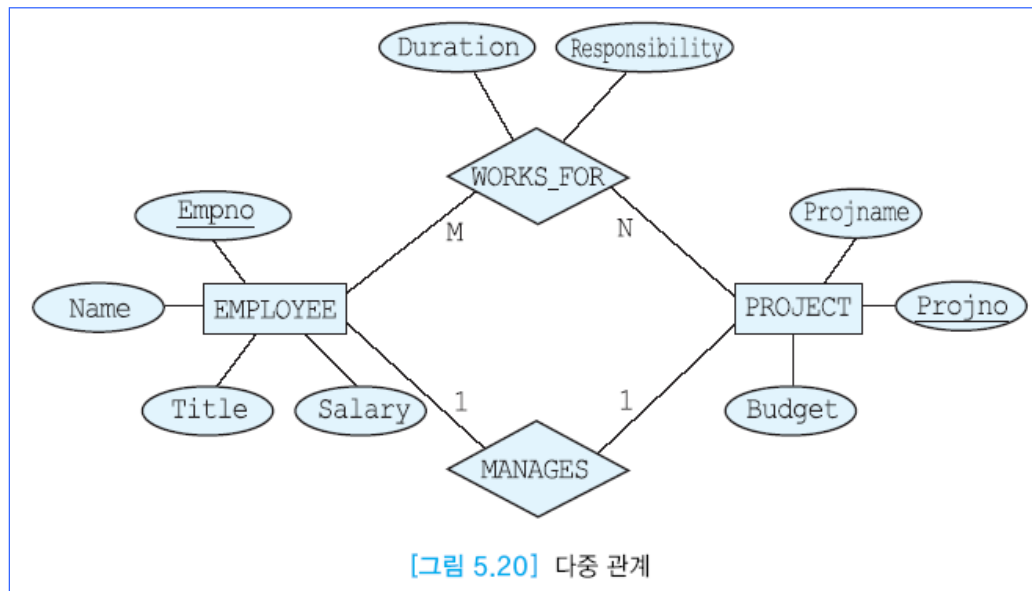 Duration
Responsibility
WORKS_FOR
Empno
Projname
M
N
Name
EMPLOYEE
PROJECT
Projno
Title
Salary
1
1
Budget
MANAGES
[그림 5.20] 다중 관계